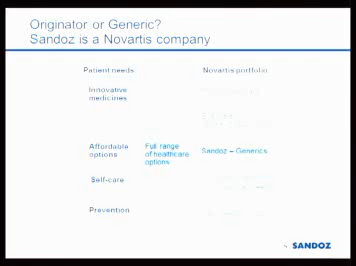 Originator or Generic?
Sandoz is a Novartis company
Patient needs
Novartis portfolio
Innovative
medicines
Affordable
options
Full range
of healthcare
options
Sandoz – Generics
Self-care
Prevention
SANDOZ